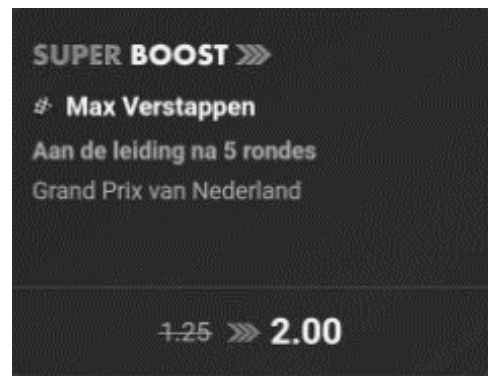 SUPER BOOST
Max Verstappen
Aan de leiding na 5 rondes
Grand Prix van Nederland
1.25 2.00